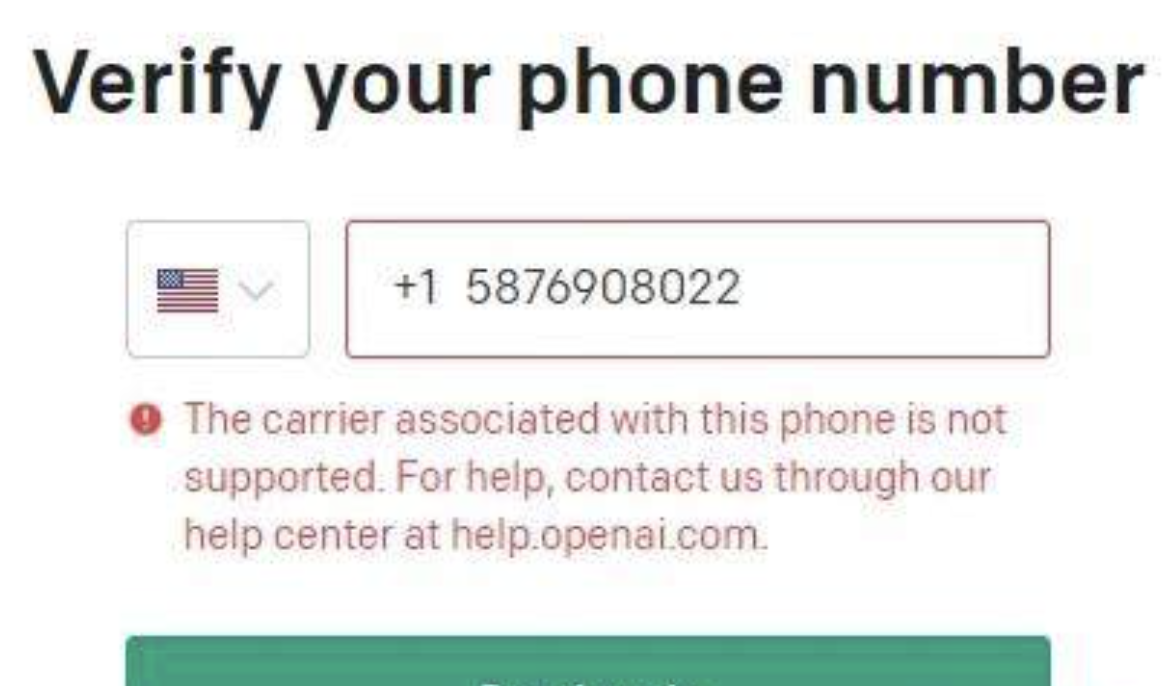 Verify your phone number
+1 5876908022
The carrier associated with this phone is not
supported. For help, contact us through our
help center at help.openai.com.